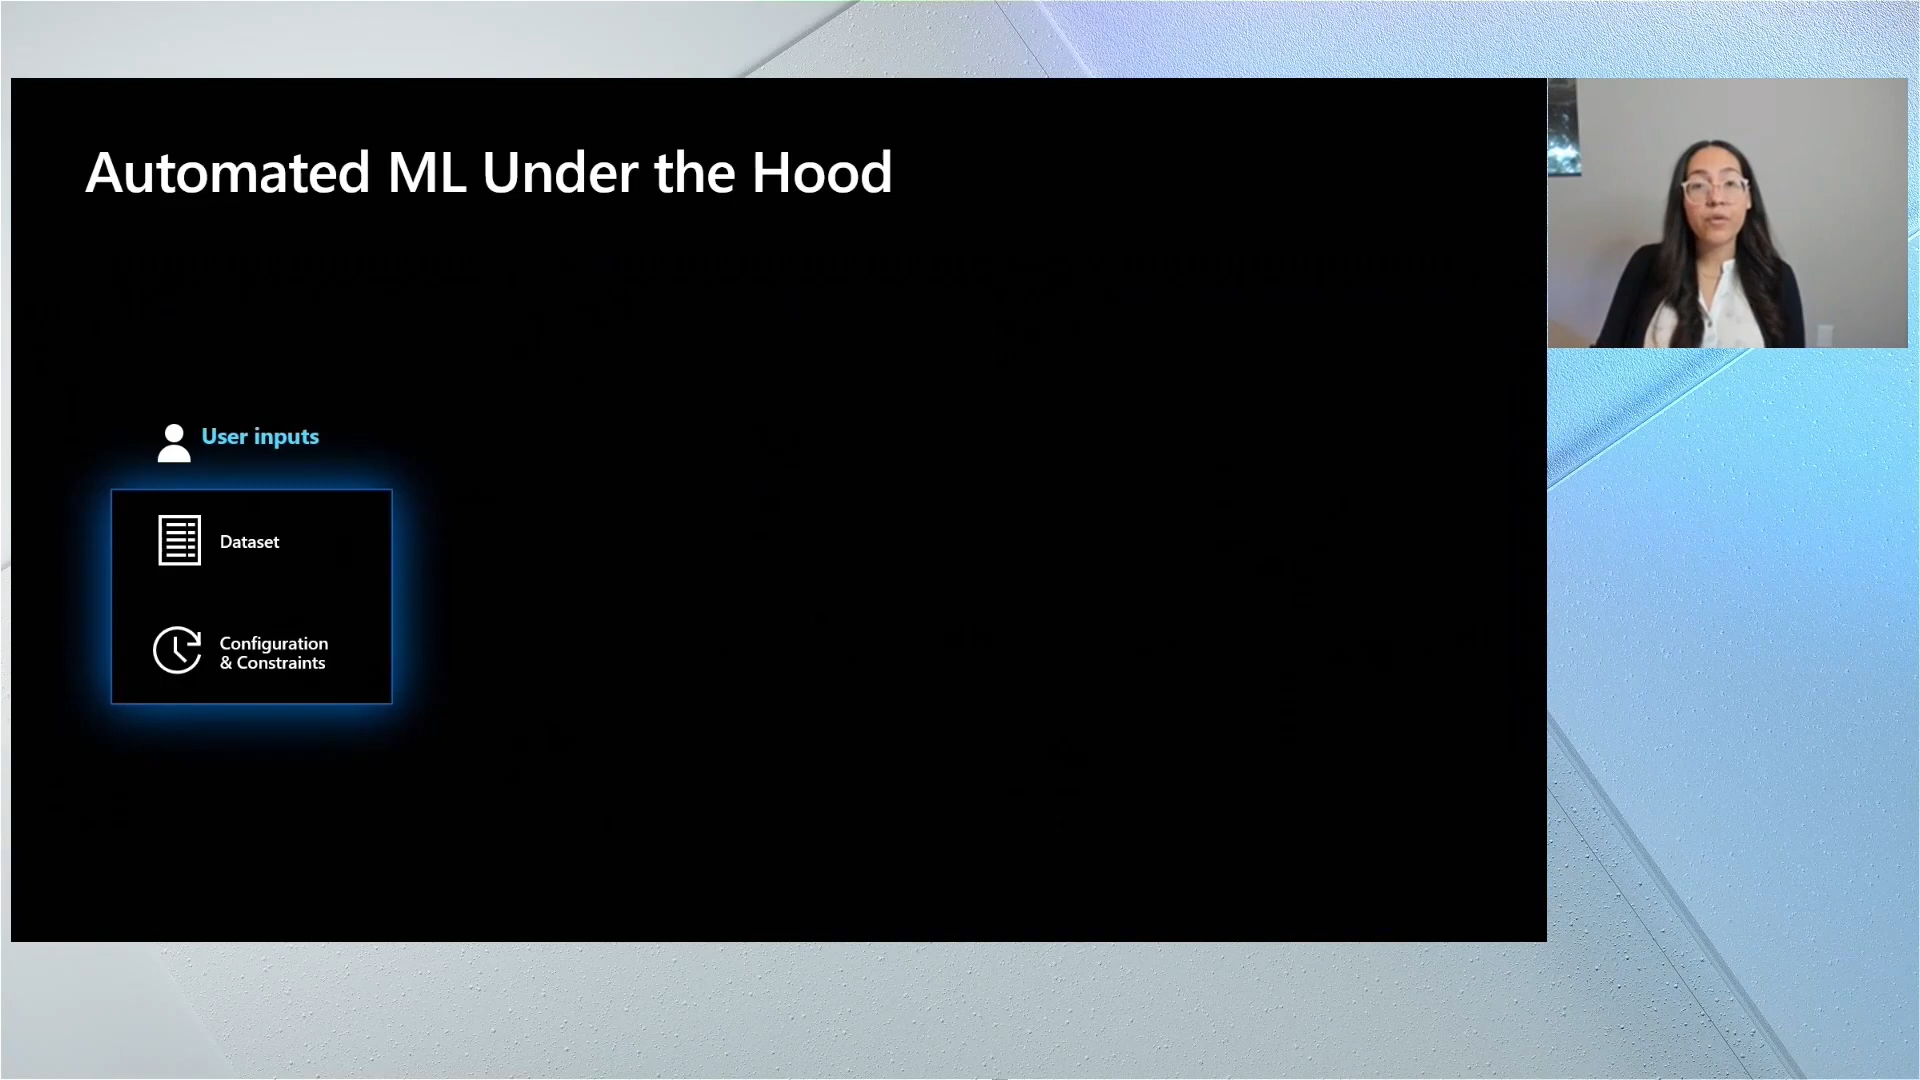 Automated ML Under the Hood
User inputs
Dataset
Configuration
& Constraints